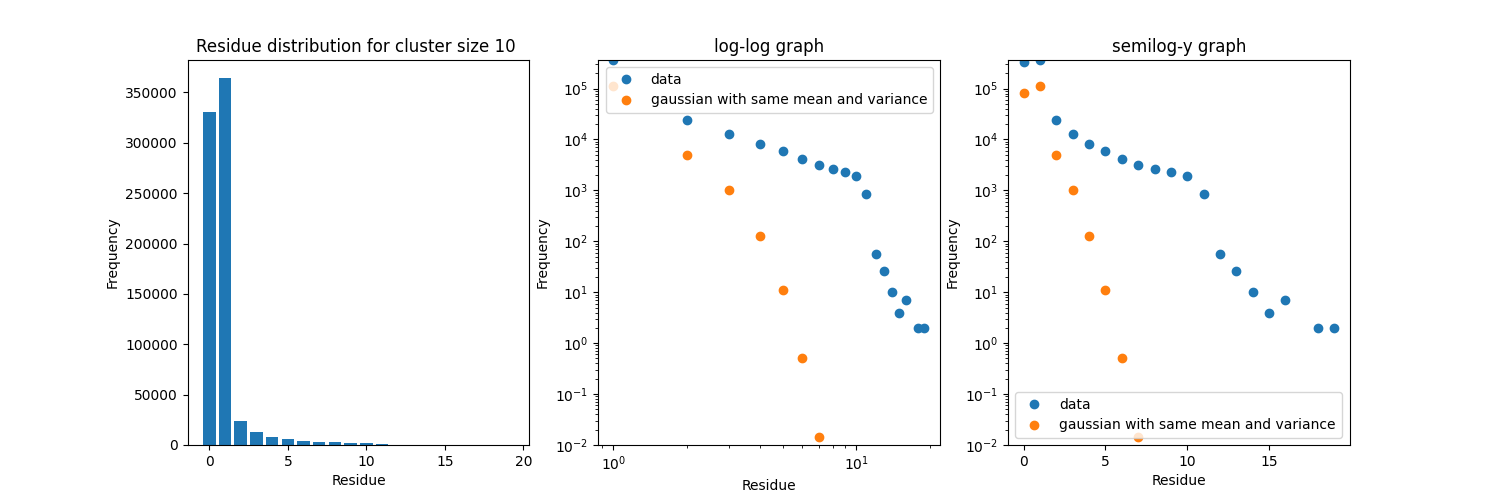 Residue distribution for cluster size 10
Frequency
350000
300000
250000
200000
150000
100000
50000
0
0 5 10 15 20
Residue
log-log graph
data
gaussian with same mean and variance
Frequency
10^5
10^4
10^3
10^2
10^1
10^0
10^-1
10^-2
10^0 10^1
Residue
semilog-y graph
Frequency
10^5
10^4
10^3
10^2
10^1
10^0
10^-1
10^-2
data
gaussian with same mean and variance
0 5 10 15
Residue